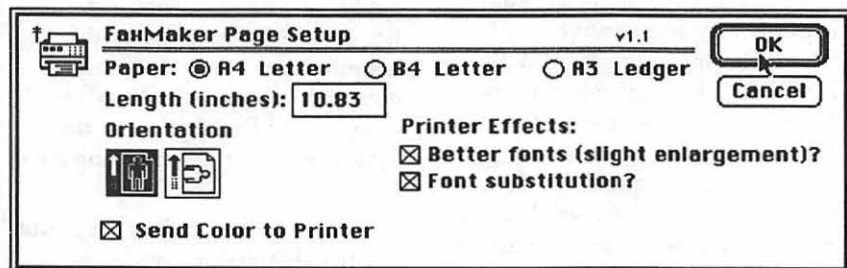 FaxMaker Page Setup v1.1 OK
Paper: A4 Letter B4 Letter A3 Ledger
Cancel
Length (inches): 10.83
Orientation
Printer Effects:
Better fonts (slight enlargement)?
Font substitution?
Send Color to Printer